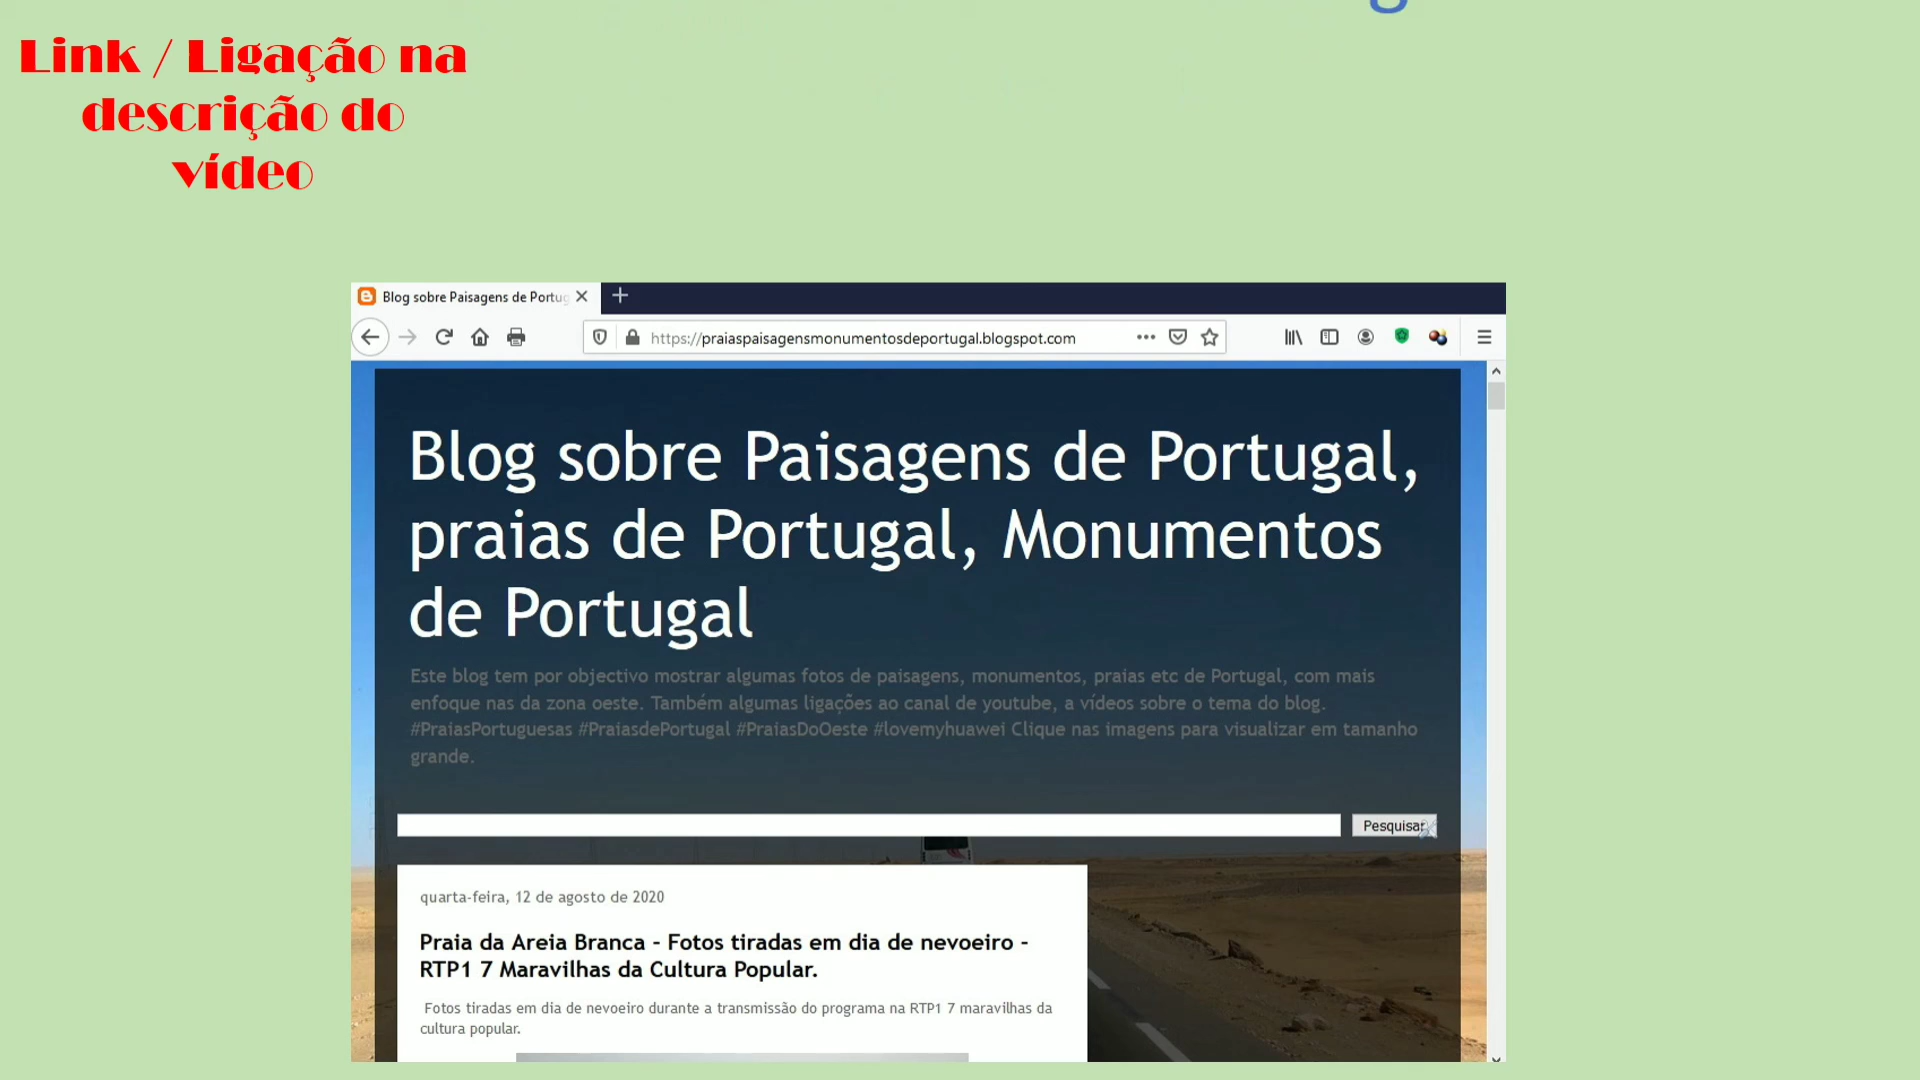 g
Link / Ligação na
descrição do
vídeo
Blog sobre Paisagens de Portug
https://praiaspaisagensmonumentosdeportugal.blogspot.com
Blog sobre Paisagens de Portugal,
praias de Portugal, Monumentos
de Portugal
Este blog tem por objectivo mostrar algumas fotos de paisagens, monumentos, praias etc de Portugal, com mais
enfoque nas da zona oeste. Também algumas ligações ao canal de youtube, a vídeos sobre o tema do blog.
#PraiasPortuguesas #PraiasdePortugal #PraiasDoOeste #lovemyhuawei Clique nas imagens para visualizar em tamanho
grande.
Pesquisar
quarta-feira, 12 de agosto de 2020
Praia da Areia Branca - Fotos tiradas em dia de nevoeiro -
RTP1 7 Maravilhas da Cultura Popular.
Fotos tiradas em dia de nevoeiro durante a transmissão do programa na RTP1 7 maravilhas da
cultura popular.